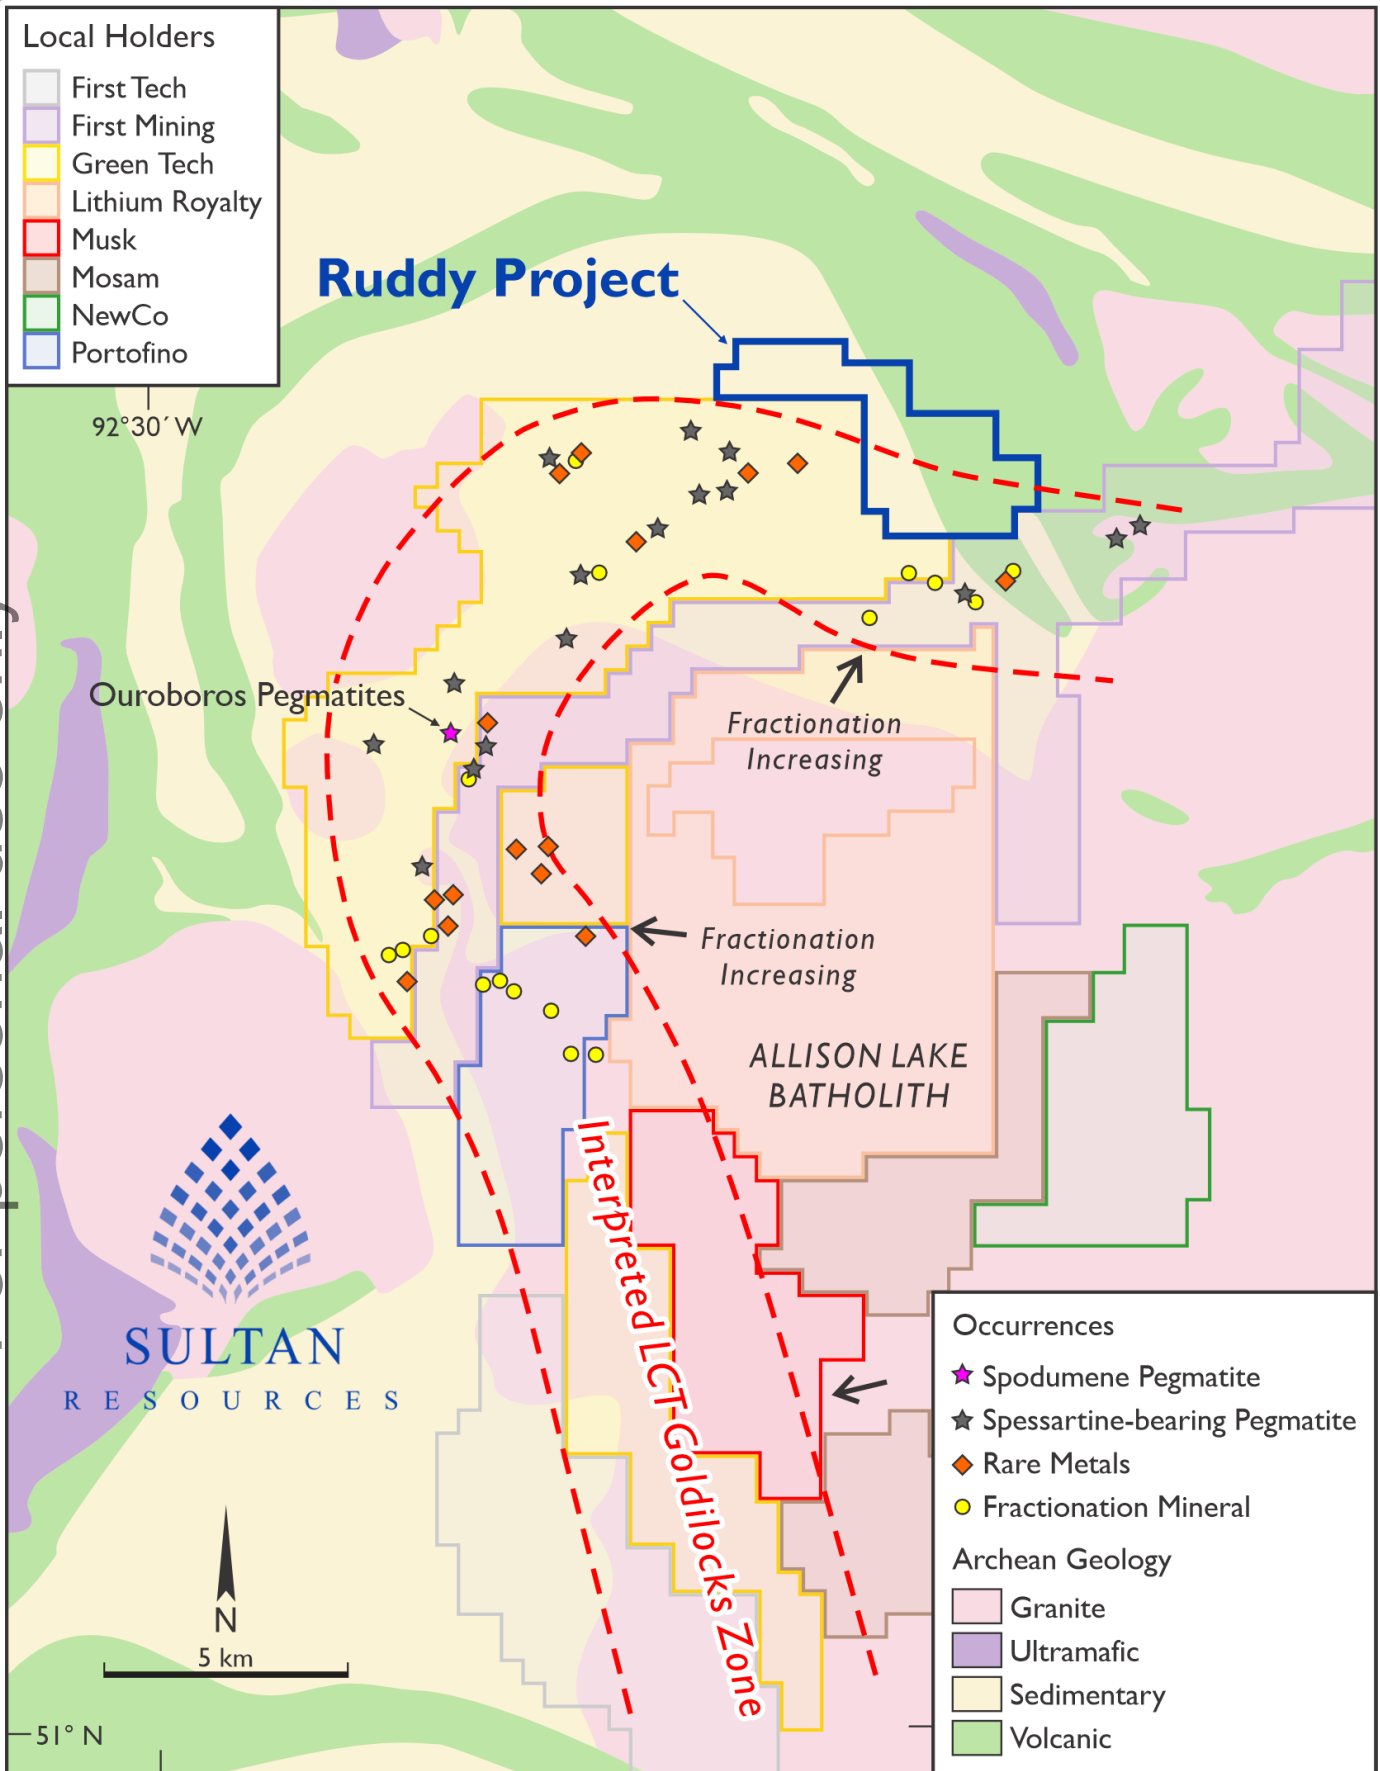 Local Holders
First Tech
First Mining
Green Tech
Lithium Royalty
Musk
Mosam
NewCo
Portofino
92°30´W
Ruddy Project
Ouroboros Pegmatites
Fractionation
Increasing
Fractionation
Increasing
ALLISON LAKE
BATHOLITH
Interpreted LCT Goldilocks Zone
SULTAN
RESOURCES
N
5 km
51° N
Occurrences
Spodumene Pegmatite
Spessartine-bearing Pegmatite
Rare Metals
Fractionation Mineral
Archean Geology
Granite
Ultramafic
Sedimentary
Volcanic